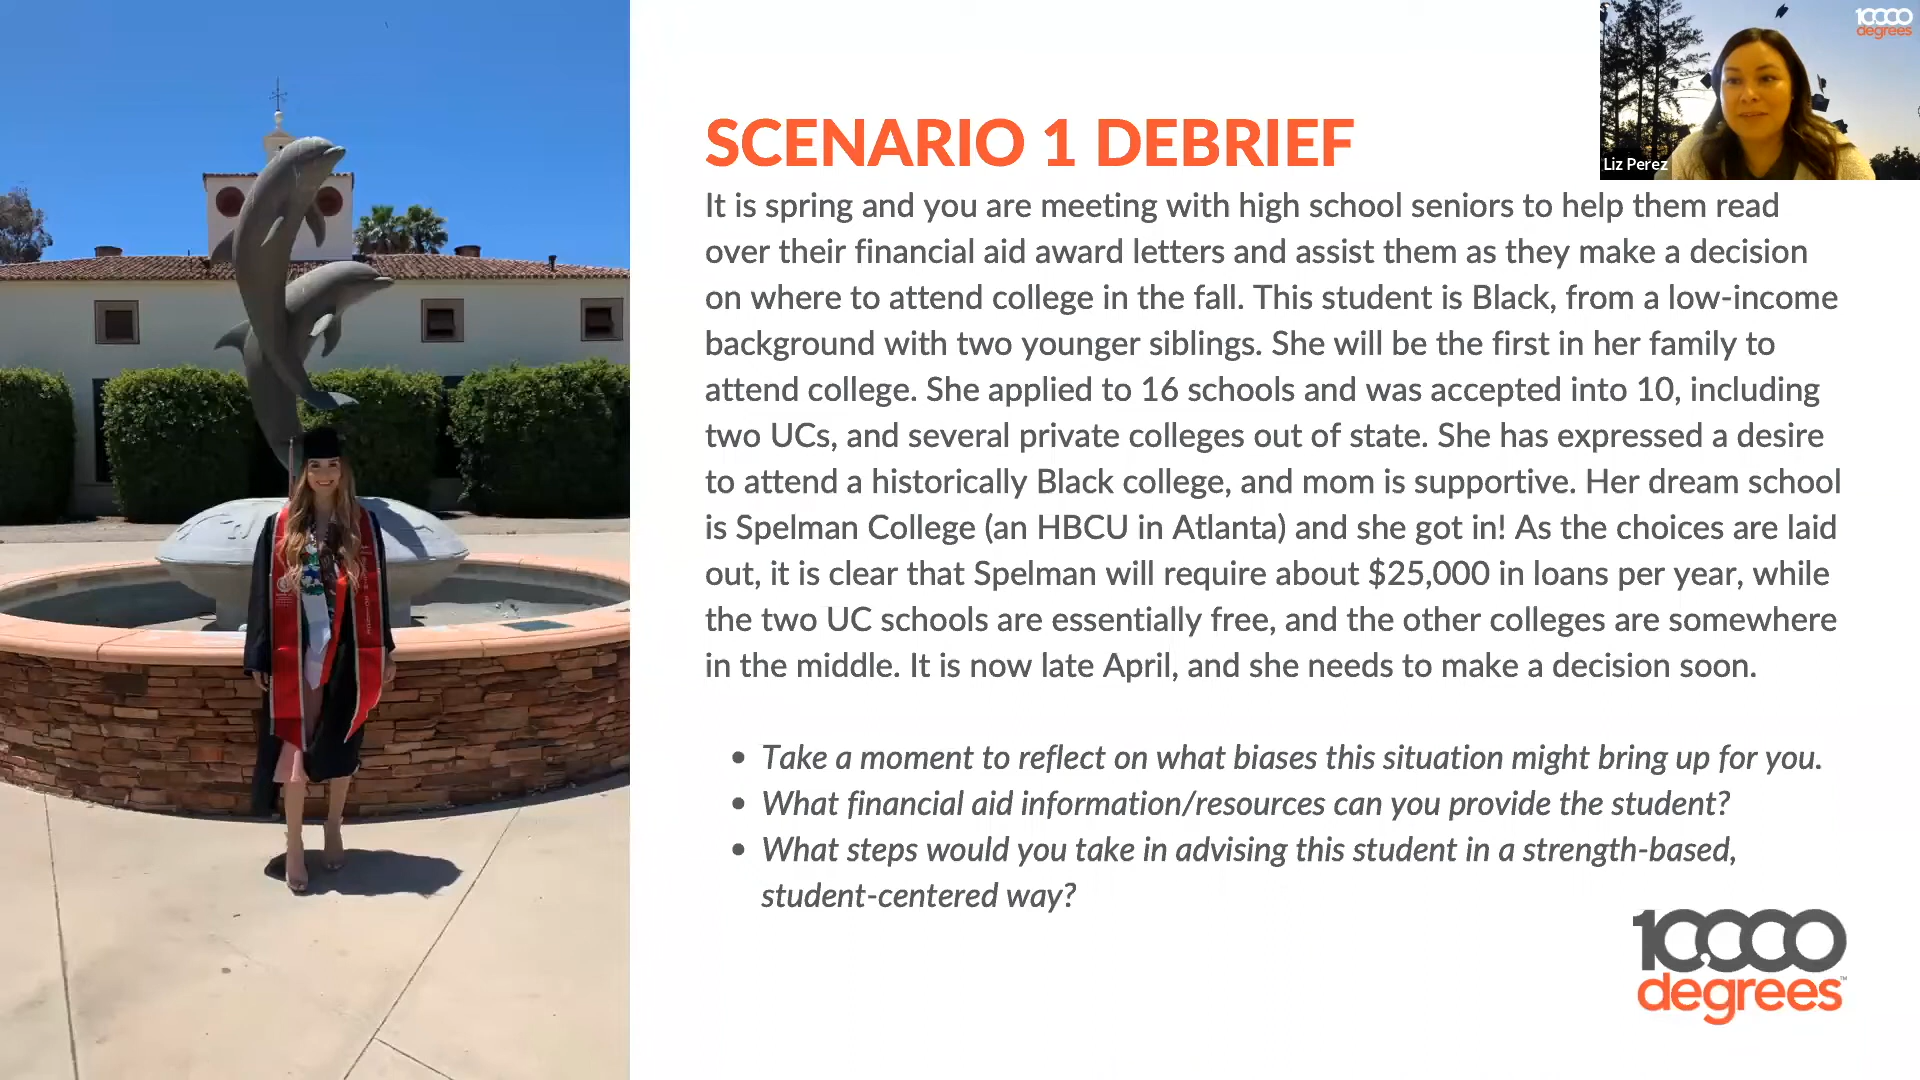 10000
degrees
Liz Perez
SCENARIO 1 DEBRIEF
It is spring and you are meeting with high school seniors to help them read
over their financial aid award letters and assist them as they make a decision
on where to attend college in the fall. This student is Black, from a low-income
background with two younger siblings. She will be the first in her family to
attend college. She applied to 16 schools and was accepted into 10, including
two UCs, and several private colleges out of state. She has expressed a desire
to attend a historically Black college, and mom is supportive. Her dream school
is Spelman College (an HBCU in Atlanta) and she got in! As the choices are laid
out, it is clear that Spelman will require about $25,000 in loans per year, while
the two UC schools are essentially free, and the other colleges are somewhere
in the middle. It is now late April, and she needs to make a decision soon.
• Take a moment to reflect on what biases this situation might bring up for you.
• What financial aid information/resources can you provide the student?
• What steps would you take in advising this student in a strength-based,
student-centered way?
10,000
degrees™